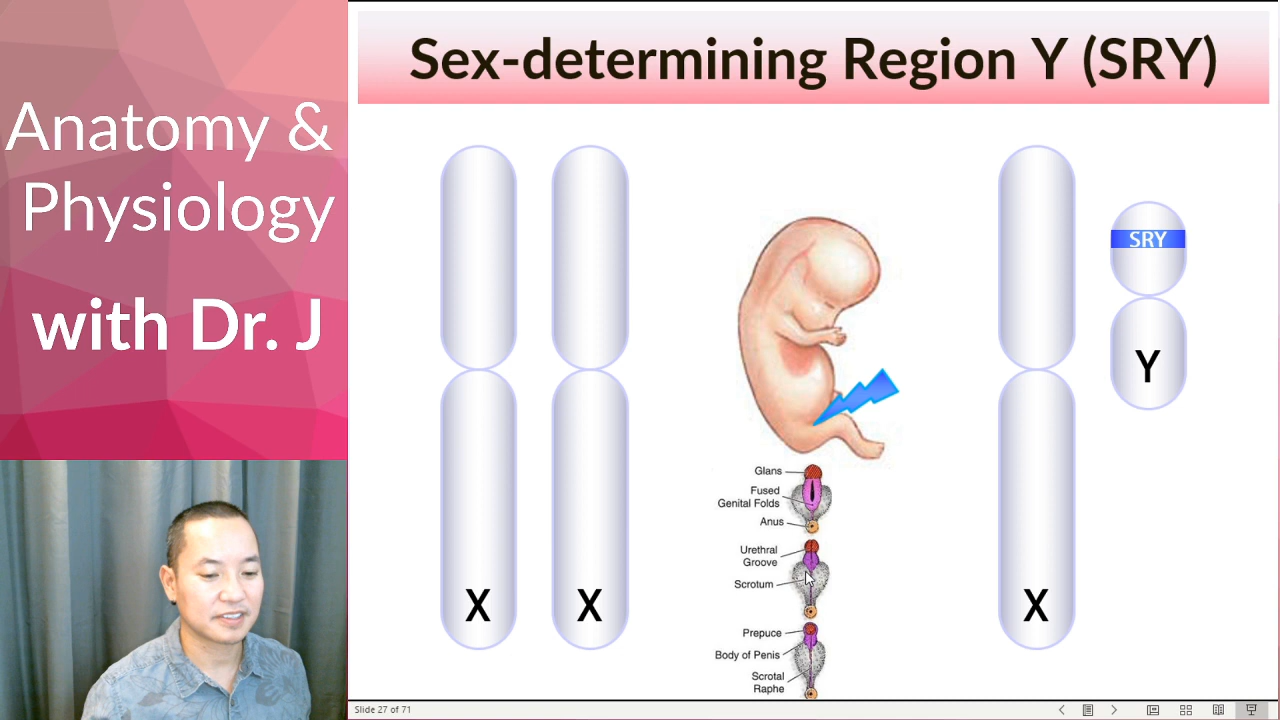 Anatomy &
Physiology
with Dr. J
Sex-determining Region Y (SRY)
SRY
Y
X
X
X
Glans
Fused
Genital Folds
Anus
Urethral
Groove
Scrotum
Prepuce
Body of Penis
Scrotal
Raphe
Slide 27 of 71